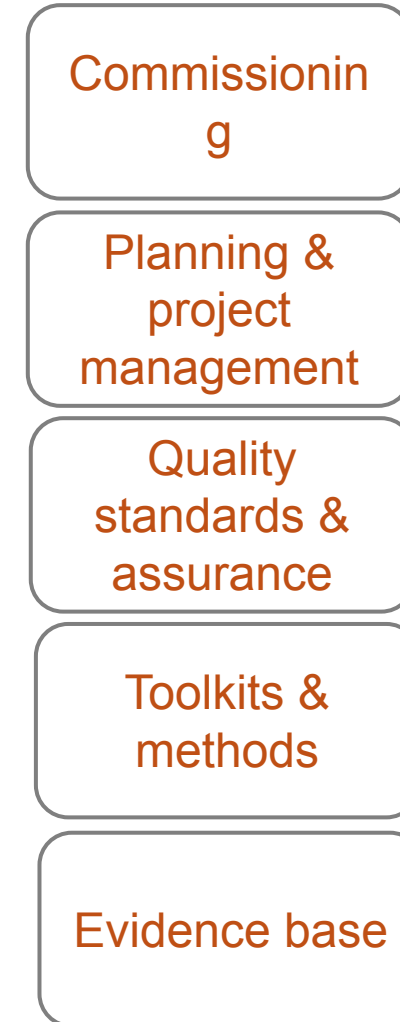 Commissionin
g
Planning &
project
management
Quality
standards &
assurance
Toolkits &
methods
Evidence base